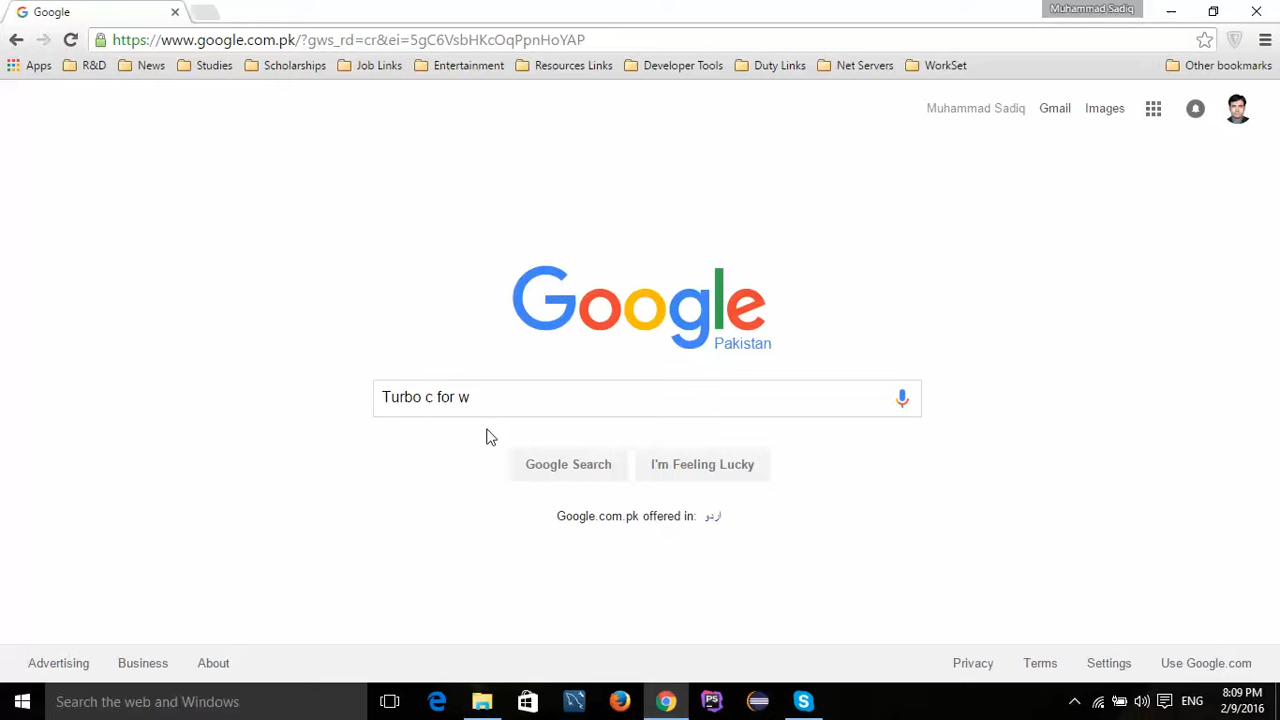 Google
Muhammad Sadiq
https://www.google.com.pk/?gws_rd=cr&ei=5gC6VsbHKcOqPpnHoYAP
Apps R&D News Studies Scholarships Job Links Entertainment Resources Links Developer Tools Duty Links Net Servers WorkSet Other bookmarks
Muhammad Sadiq Gmail Images
Google
Pakistan
Turbo c for w
Google Search I'm Feeling Lucky
Google.com.pk offered in: اردو
Advertising Business About Privacy Terms Settings Use Google.com
Search the web and Windows
PS
ENG
8:09 PM
2/9/2016